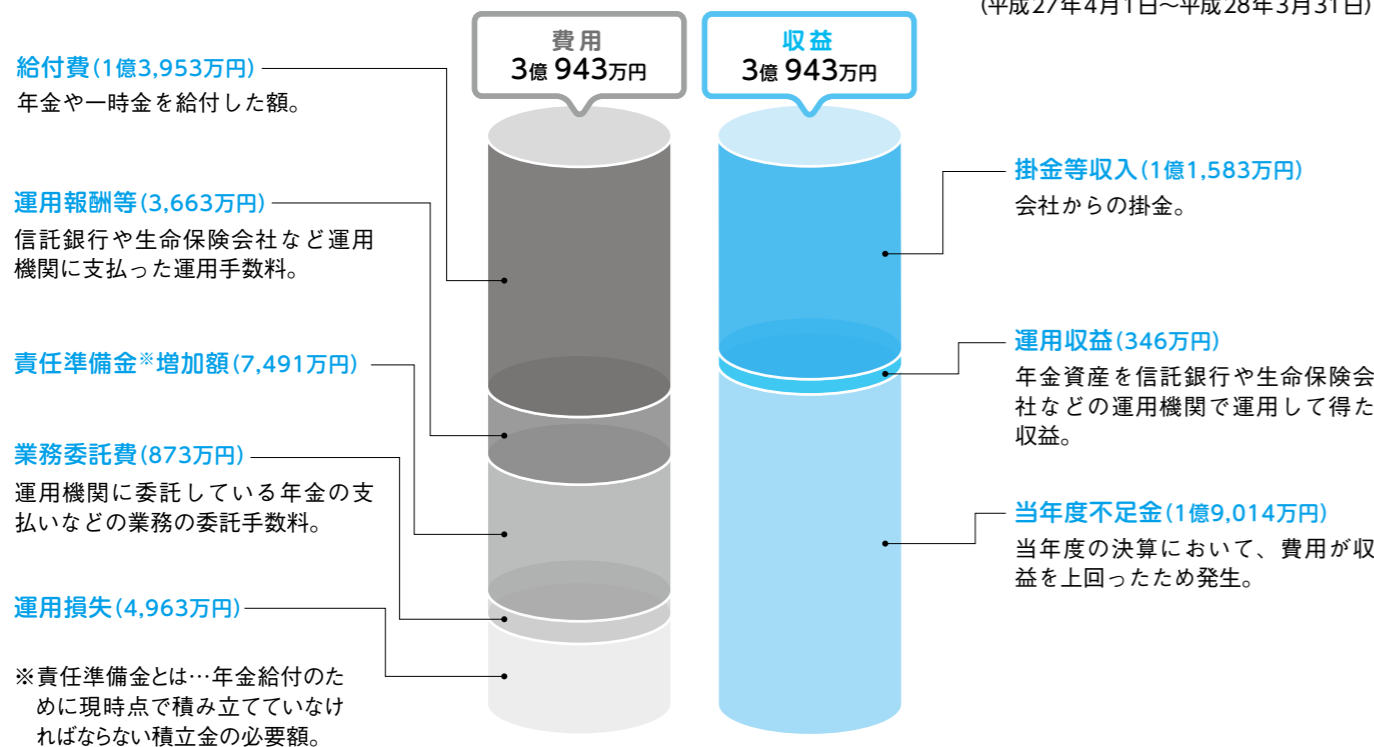 (平成27年4月1日〜平成28年3月31日)
費用
3億 943万円
収益
3億 943万円
給付費(1億3,953万円)
年金や一時金を給付した額。
運用報酬等(3,663万円)
信託銀行や生命保険会社など運用
機関に支払った運用手数料。
責任準備金※増加額(7,491万円)
業務委託費(873万円)
運用機関に委託している年金の支
払いなどの業務の委託手数料。
運用損失(4,963万円)
※責任準備金とは…年金給付のた
めに現時点で積み立てていなけ
ればならない積立金の必要額。
掛金等収入(1億1,583万円)
会社からの掛金。
運用収益(346万円)
年金資産を信託銀行や生命保険会
社などの運用機関で運用して得た
収益。
当年度不足金(1億9,014万円)
当年度の決算において、費用が収
益を上回ったため発生。